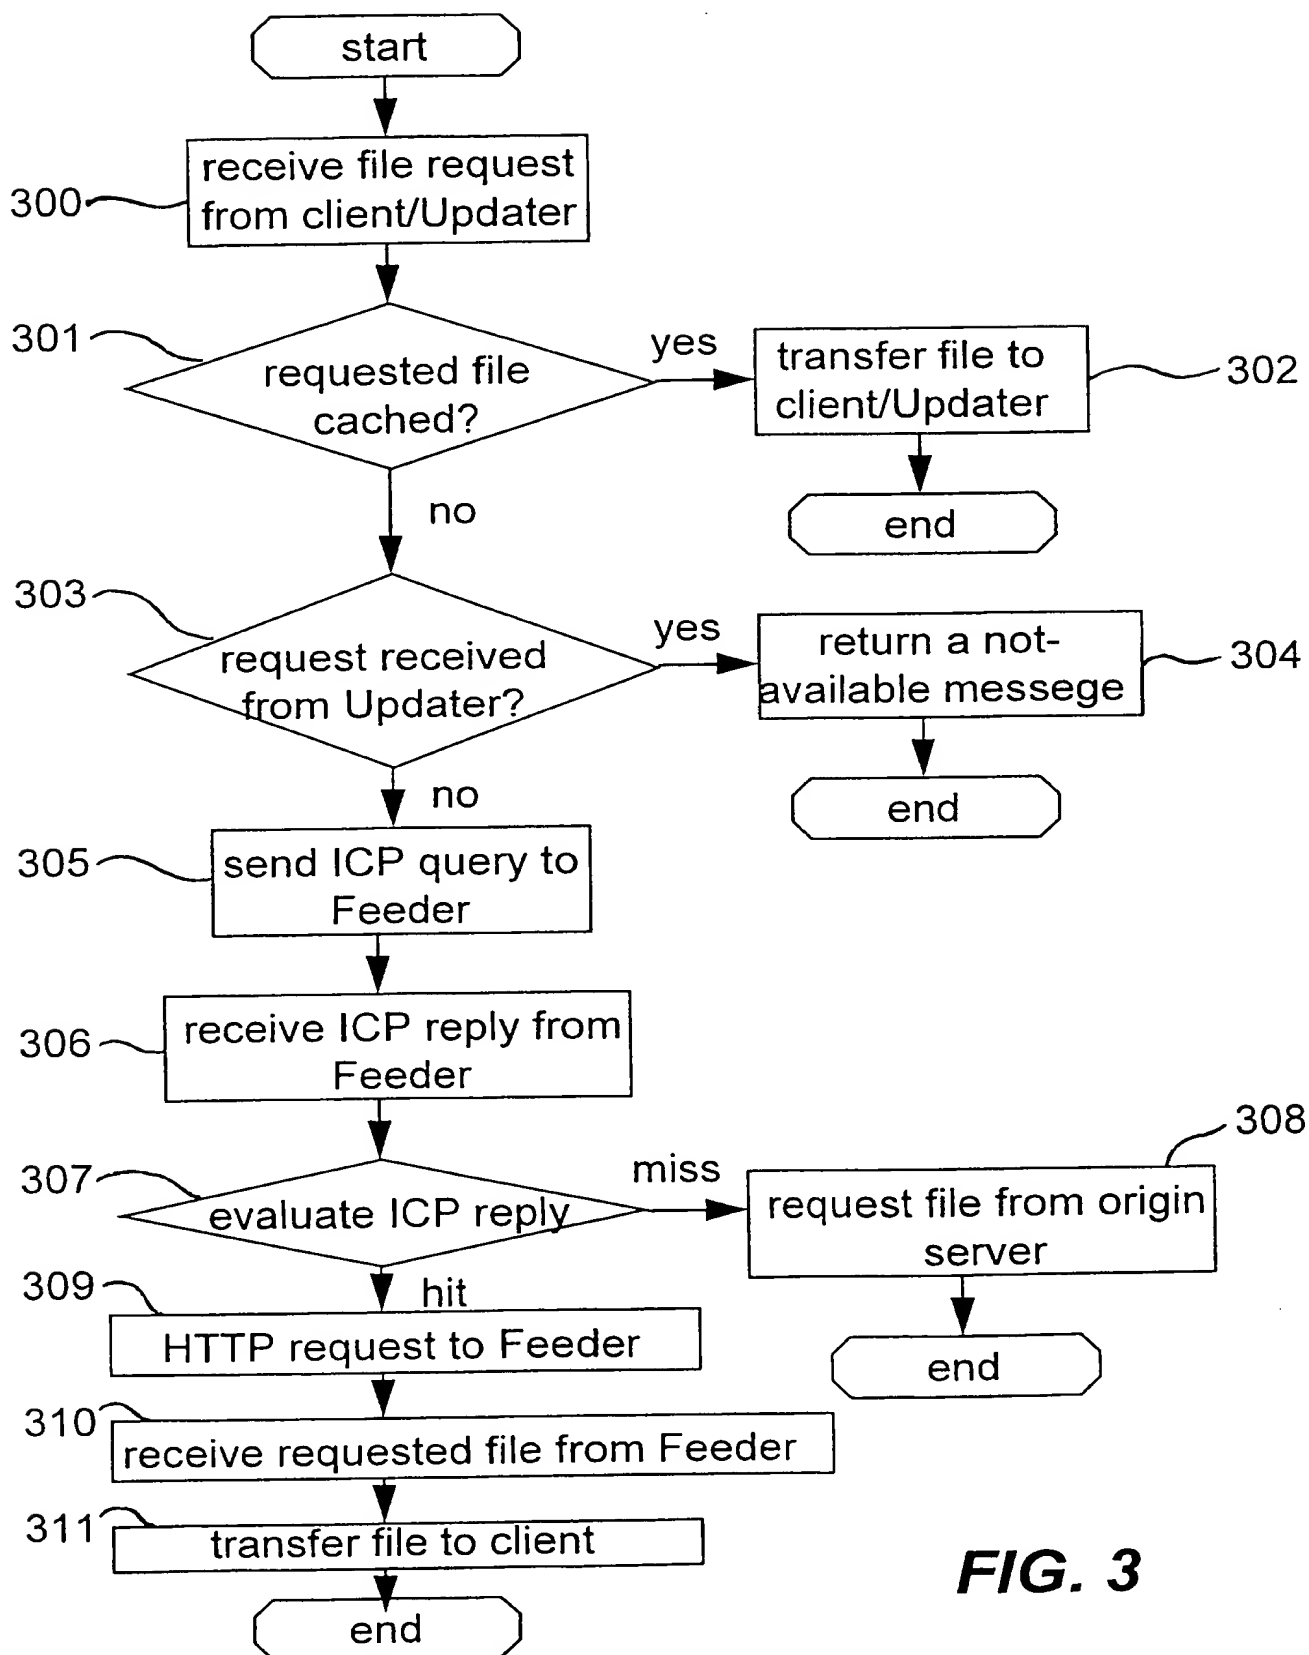 start
300
receive file request
from client/Updater
301
requested file
cached?
yes
transfer file to
client/Updater
302
end
no
303
request received
from Updater?
yes
return a not-
available messege
304
end
no
305
send ICP query to
Feeder
306
receive ICP reply from
Feeder
307
evaluate ICP reply
miss
308
request file from origin
server
end
hit
309
HTTP request to Feeder
310
receive requested file from Feeder
311
transfer file to client
end
FIG. 3